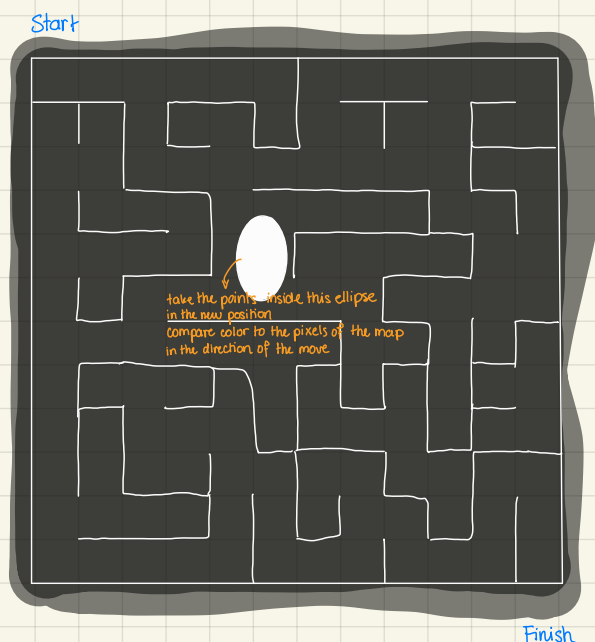 Start
take the points inside this ellipse
in the new position
compare color to the pixels of the map
in the direction of the move
Finish